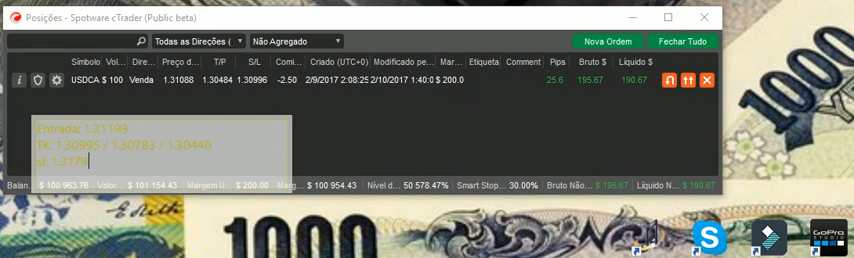 Posições - Spotware cTrader (Public beta)
Todas as Direções ( Não Agregado Nova Ordem Fechar Tudo
Símbolo Vol... Dire... Preço d... T/P S/L Comi... Criado (UTC+0) Modificado pe... Mar... Etiqueta Comment Pips Bruto $ Líquido $
USDCA $ 100 Venda 1.31088 1.30484 1.30996 -2.50 2/9/2017 2:08:25 2/10/2017 1:40:0 $ 200.0 25.6 195.67 190.67
Entrada: 1.31193
TK: 1.30995 / 1.30783 / 1.30440
sl: 1.3178
Balan... $ 100 963.76 Valor... $ 101 154.43 Margem U... $ 200.00 Marg... $ 100 954.43 Nível d... 50 578.47% Smart Stop... 30.00% Bruto Não... $ 195.67 Líquido N... $ 190.67
1000
1000
S
GoPro
STUDIO